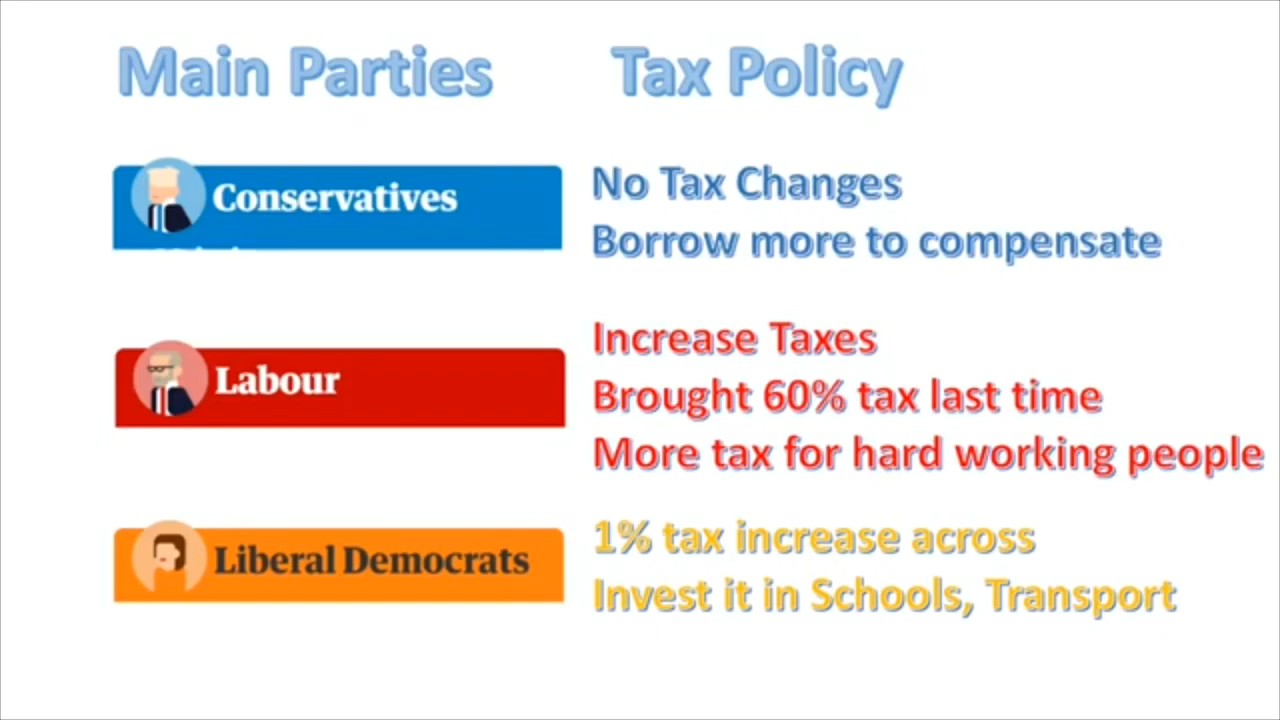 Main Parties Tax Policy
Conservatives
No Tax Changes
Borrow more to compensate
Labour
Increase Taxes
Brought 60% tax last time
More tax for hard working people
Liberal Democrats
1% tax increase across
Invest it in Schools, Transport